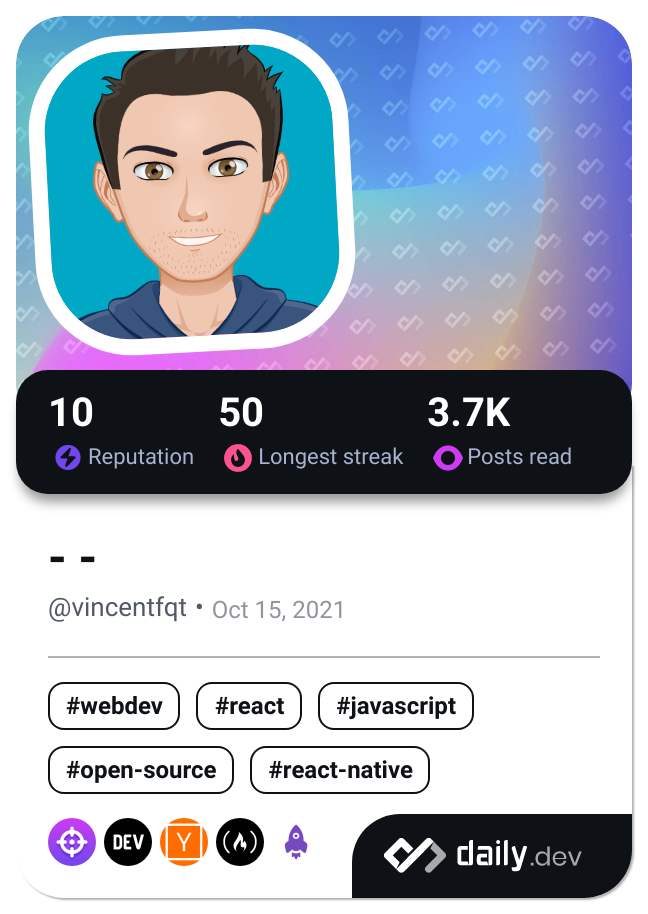 10 50 3.7K
Reputation Longest streak Posts read
- -
@vincentfqt • Oct 15, 2021
#webdev #react #javascript
#open-source #react-native
DEV Y
daily.dev